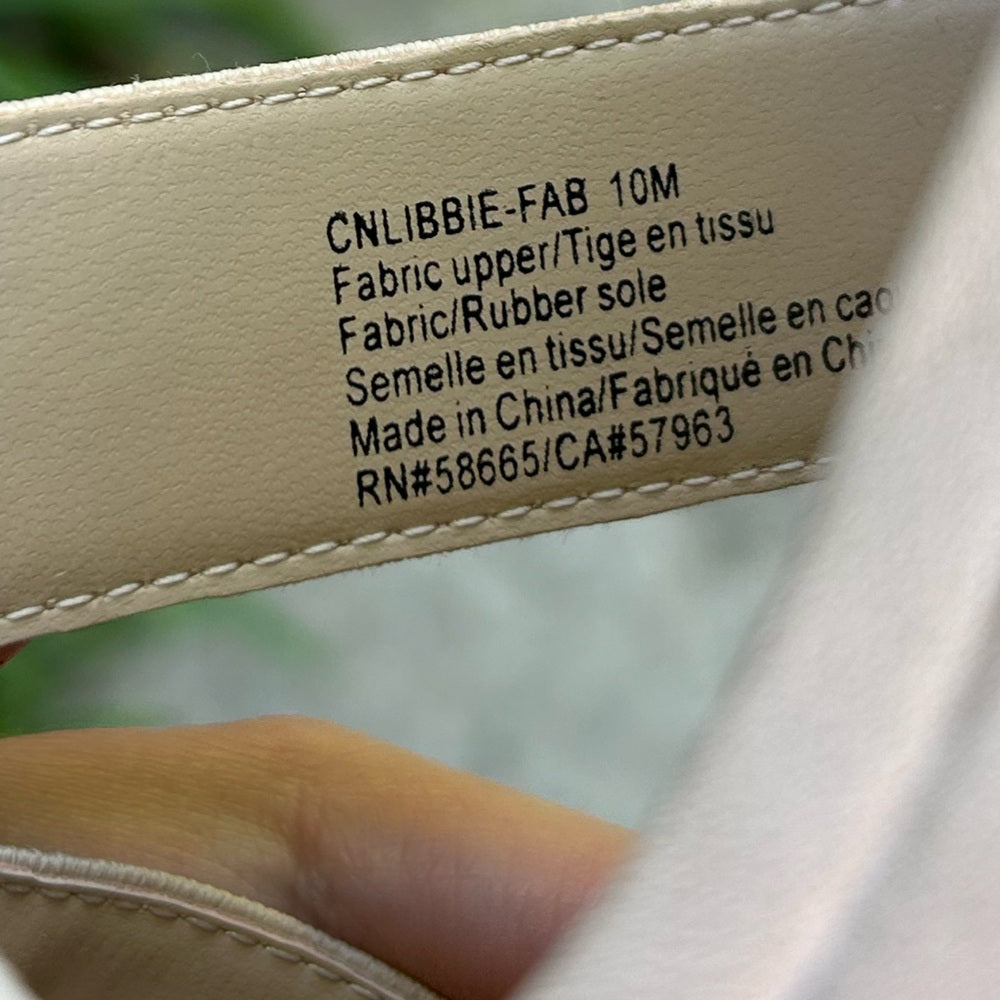 CNLIBBIE-FAB 10M
Fabric upper/Tige en tissu
Fabric/Rubber sole
Semelle en tissu/Semelle en
Made in China/Fabriqué en
RN#58665/CA#57963